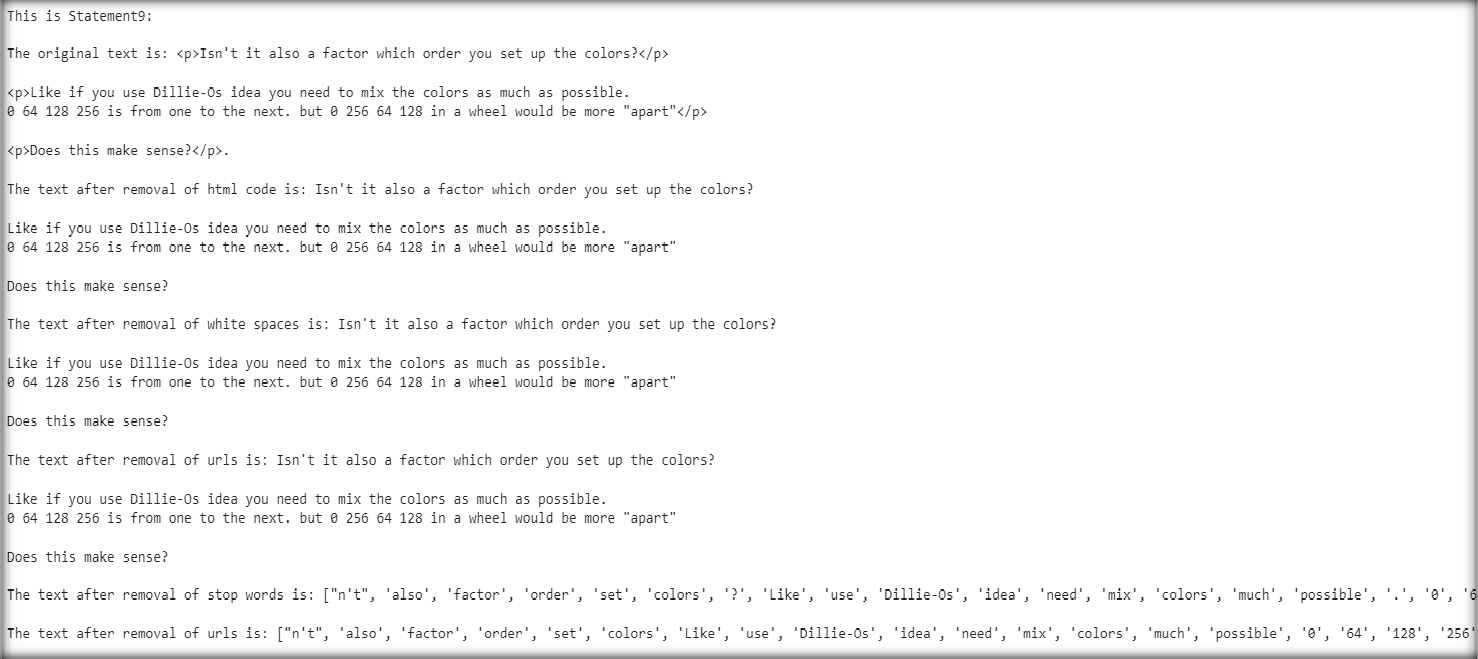 This is Statement9:
The original text is: <p>Isn't it also a factor which order you set up the colors?</p>
<p>Like if you use Dillie-Os idea you need to mix the colors as much as possible.
0 64 128 256 is from one to the next. but 0 256 64 128 in a wheel would be more "apart"</p>
<p>Does this make sense?</p>.
The text after removal of html code is: Isn't it also a factor which order you set up the colors?
Like if you use Dillie-Os idea you need to mix the colors as much as possible.
0 64 128 256 is from one to the next. but 0 256 64 128 in a wheel would be more "apart"
Does this make sense?
The text after removal of white spaces is: Isn't it also a factor which order you set up the colors?
Like if you use Dillie-Os idea you need to mix the colors as much as possible.
0 64 128 256 is from one to the next. but 0 256 64 128 in a wheel would be more "apart"
Does this make sense?
The text after removal of urls is: Isn't it also a factor which order you set up the colors?
Like if you use Dillie-Os idea you need to mix the colors as much as possible.
0 64 128 256 is from one to the next. but 0 256 64 128 in a wheel would be more "apart"
Does this make sense?
The text after removal of stop words is: ["n't", 'also', 'factor', 'order', 'set', 'colors', '?', 'Like', 'use', 'Dillie-Os', 'idea', 'need', 'mix', 'colors', 'much', 'possible', '.', '0', '6
The text after removal of urls is: ["n't", 'also', 'factor', 'order', 'set', 'colors', 'Like', 'use', 'Dillie-Os', 'idea', 'need', 'mix', 'colors', 'much', 'possible', '0', '64', '128', '256'